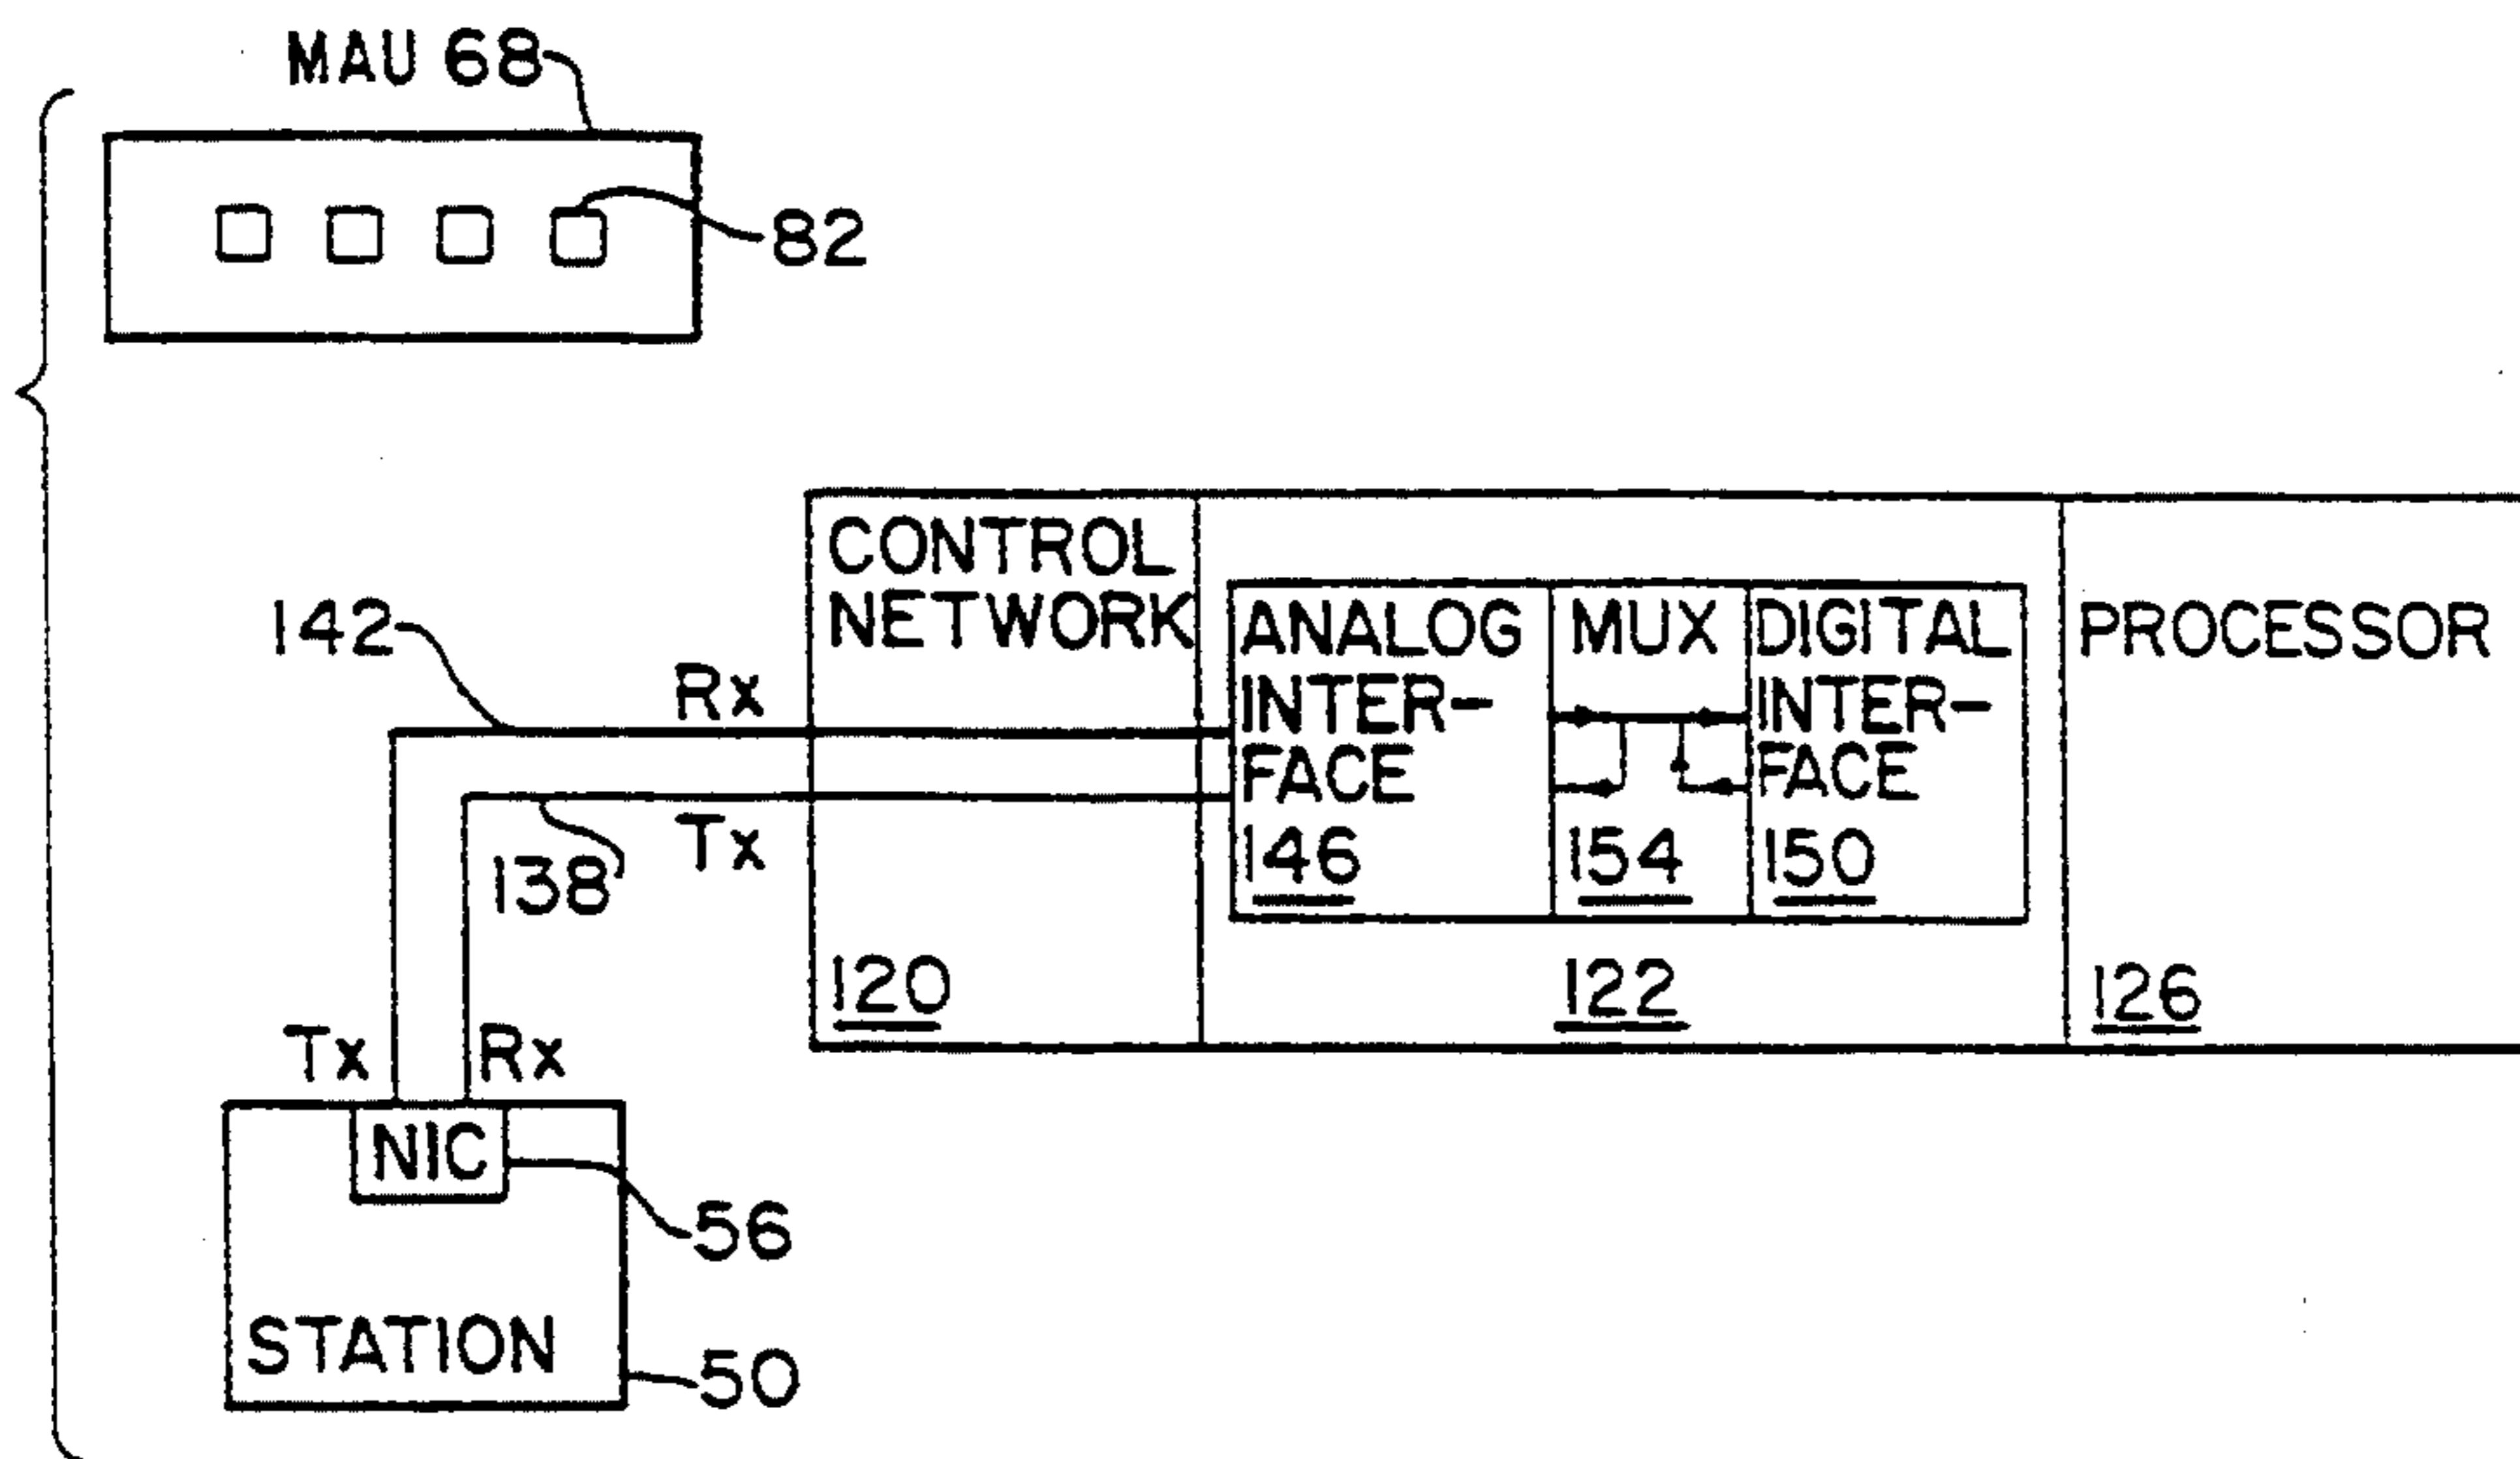 MAU 68
82
CONTROL
NETWORK
ANALOG
INTER-
FACE
146
MUX
154
DIGITAL
INTER-
FACE
150
PROCESSOR
142
Rx
Tx
138
120
122
126
Tx
Rx
NIC
56
STATION
50